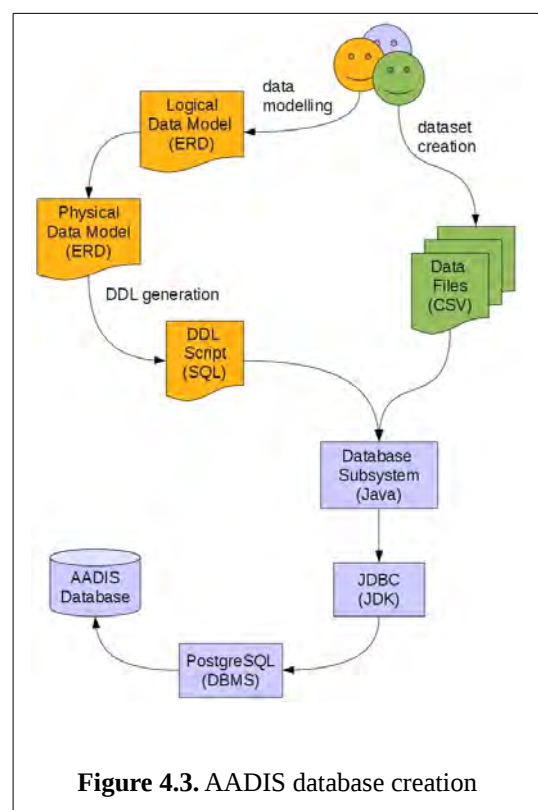 data
modelling
Logical
Data Model
(ERD)
dataset
creation
Physical
Data Model
(ERD)
Data
Files
(CSV)
DDL generation
DDL
Script
(SQL)
Database
Subsystem
(Java)
AADIS
Database
JDBC
(JDK)
PostgreSQL
(DBMS)
Figure 4.3. AADIS database creation